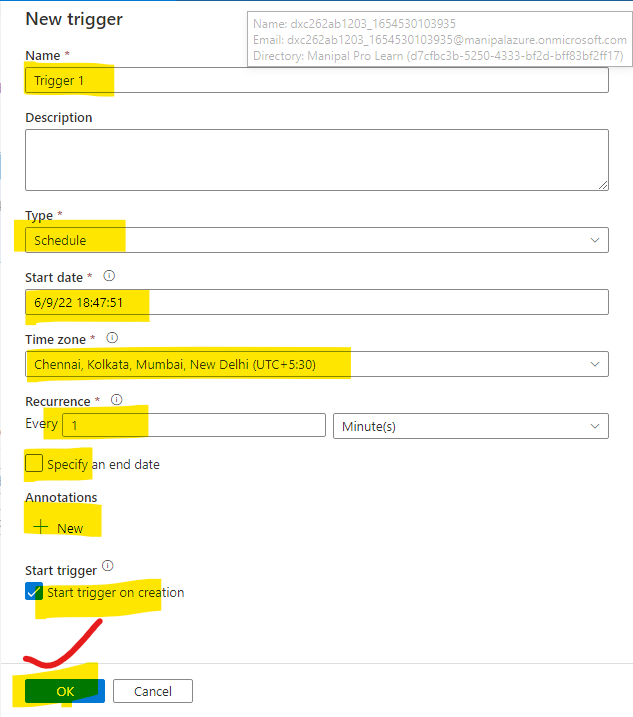 New trigger
Name: dxc262ab1203_1654530103935
Email: dxc262ab1203_1654530103935@manipalazure.onmicrosoft.com
Directory: Manipal Pro Learn (d7cfbc3b-5250-4333-bf2d-bff83bf2ff17)
Name *
Trigger 1
Description
Type *
Schedule
Start date *
6/9/22 18:47:51
Time zone *
Chennai, Kolkata, Mumbai, New Delhi (UTC+5:30)
Recurrence *
Every 1 Minute(s)
Specify an end date
Annotations
+ New
Start trigger
Start trigger on creation
OK Cancel